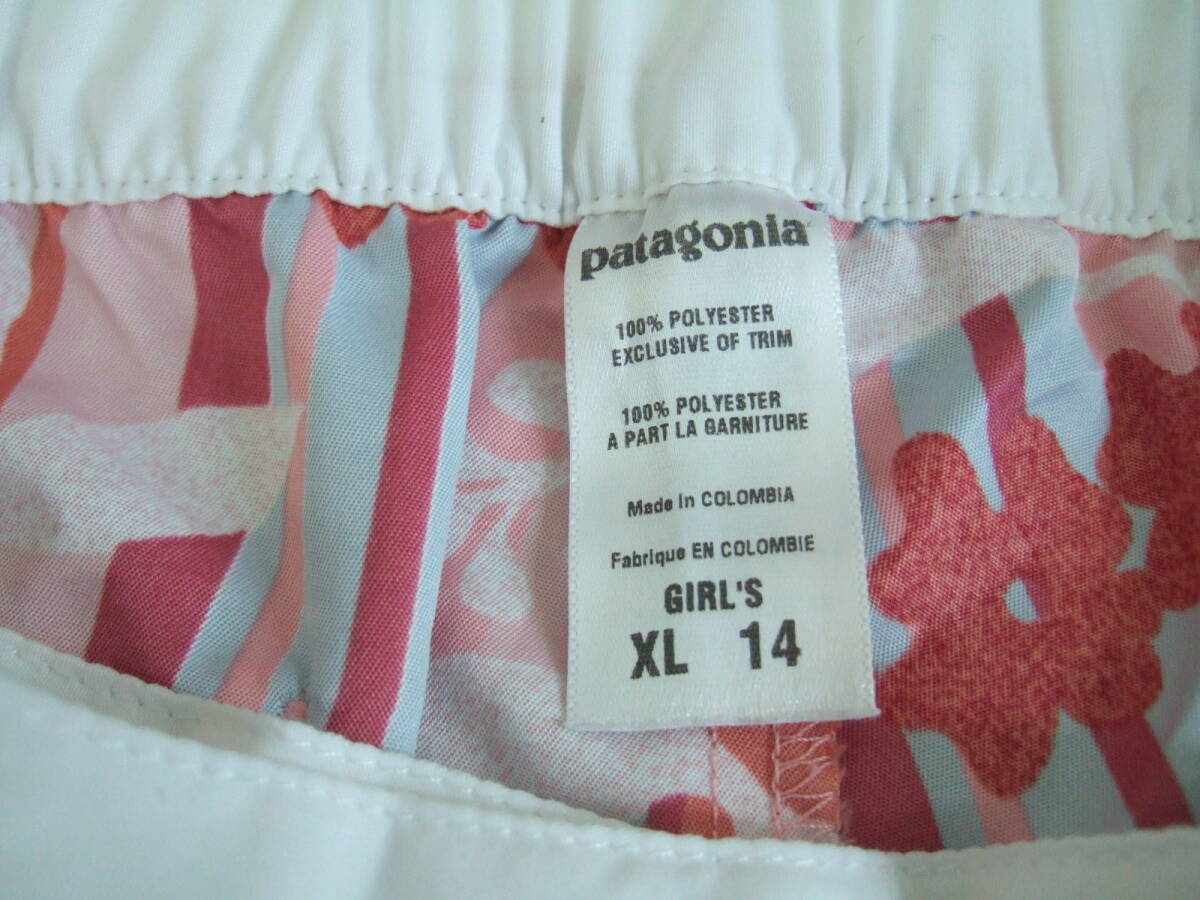 patagonia
100% POLYESTER
EXCLUSIVE OF TRIM
100% POLYESTER
A PART LA GARNITURE
Made In COLOMBIA
Fabrique EN COLOMBIE
GIRL'S
XL 14